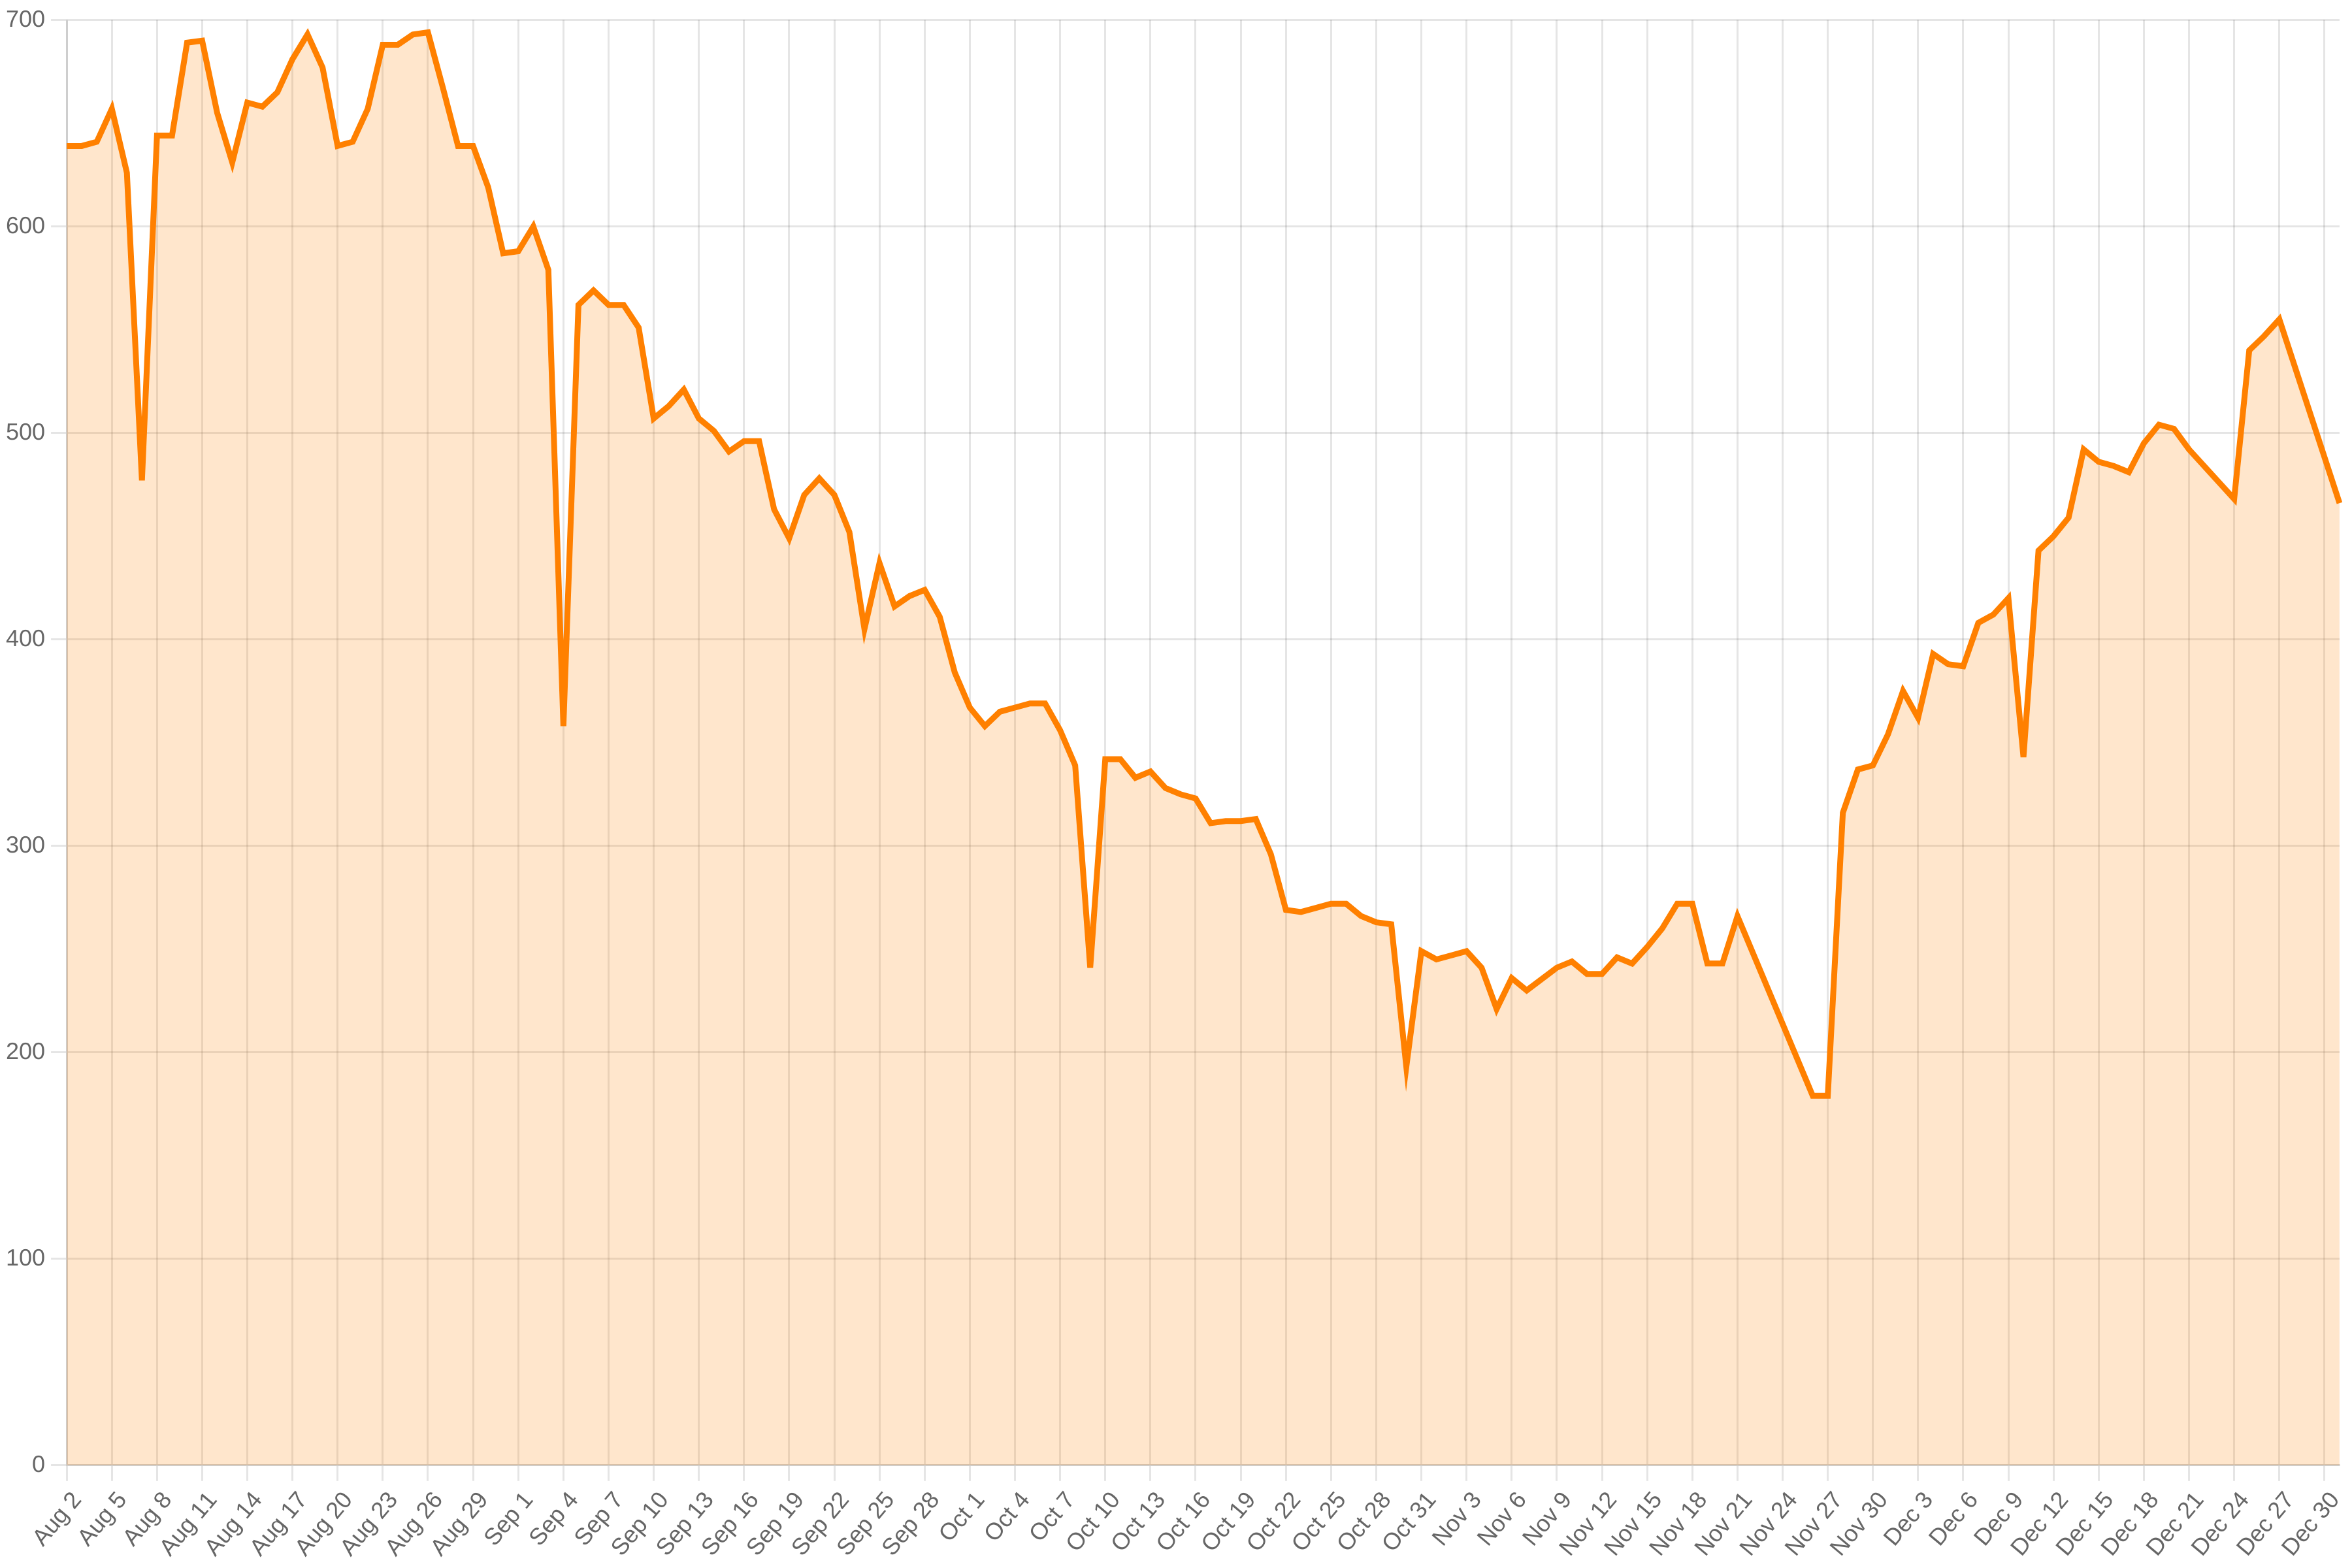 700
600
500
400
300
200
100
0
Aug 2
Aug 5
Aug 8
Aug 11
Aug 14
Aug 17
Aug 20
Aug 23
Aug 26
Aug 29
Sep 1
Sep 4
Sep 7
Sep 10
Sep 13
Sep 16
Sep 19
Sep 22
Sep 25
Sep 28
Oct 1
Oct 4
Oct 7
Oct 10
Oct 13
Oct 16
Oct 19
Oct 22
Oct 25
Oct 28
Oct 31
Nov 3
Nov 6
Nov 9
Nov 12
Nov 15
Nov 18
Nov 21
Nov 24
Nov 27
Nov 30
Dec 3
Dec 6
Dec 9
Dec 12
Dec 15
Dec 18
Dec 21
Dec 24
Dec 27
Dec 30